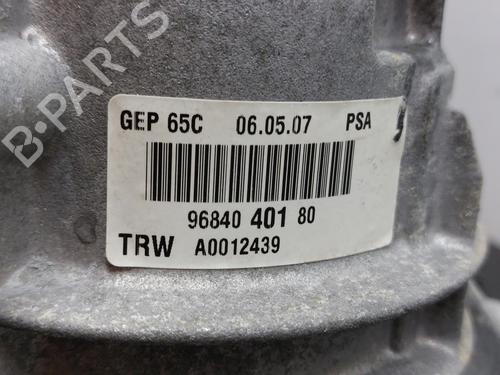 B-PARTS
GEP 65C 06.05.07 PSA
96840 401 80
TRW A0012439